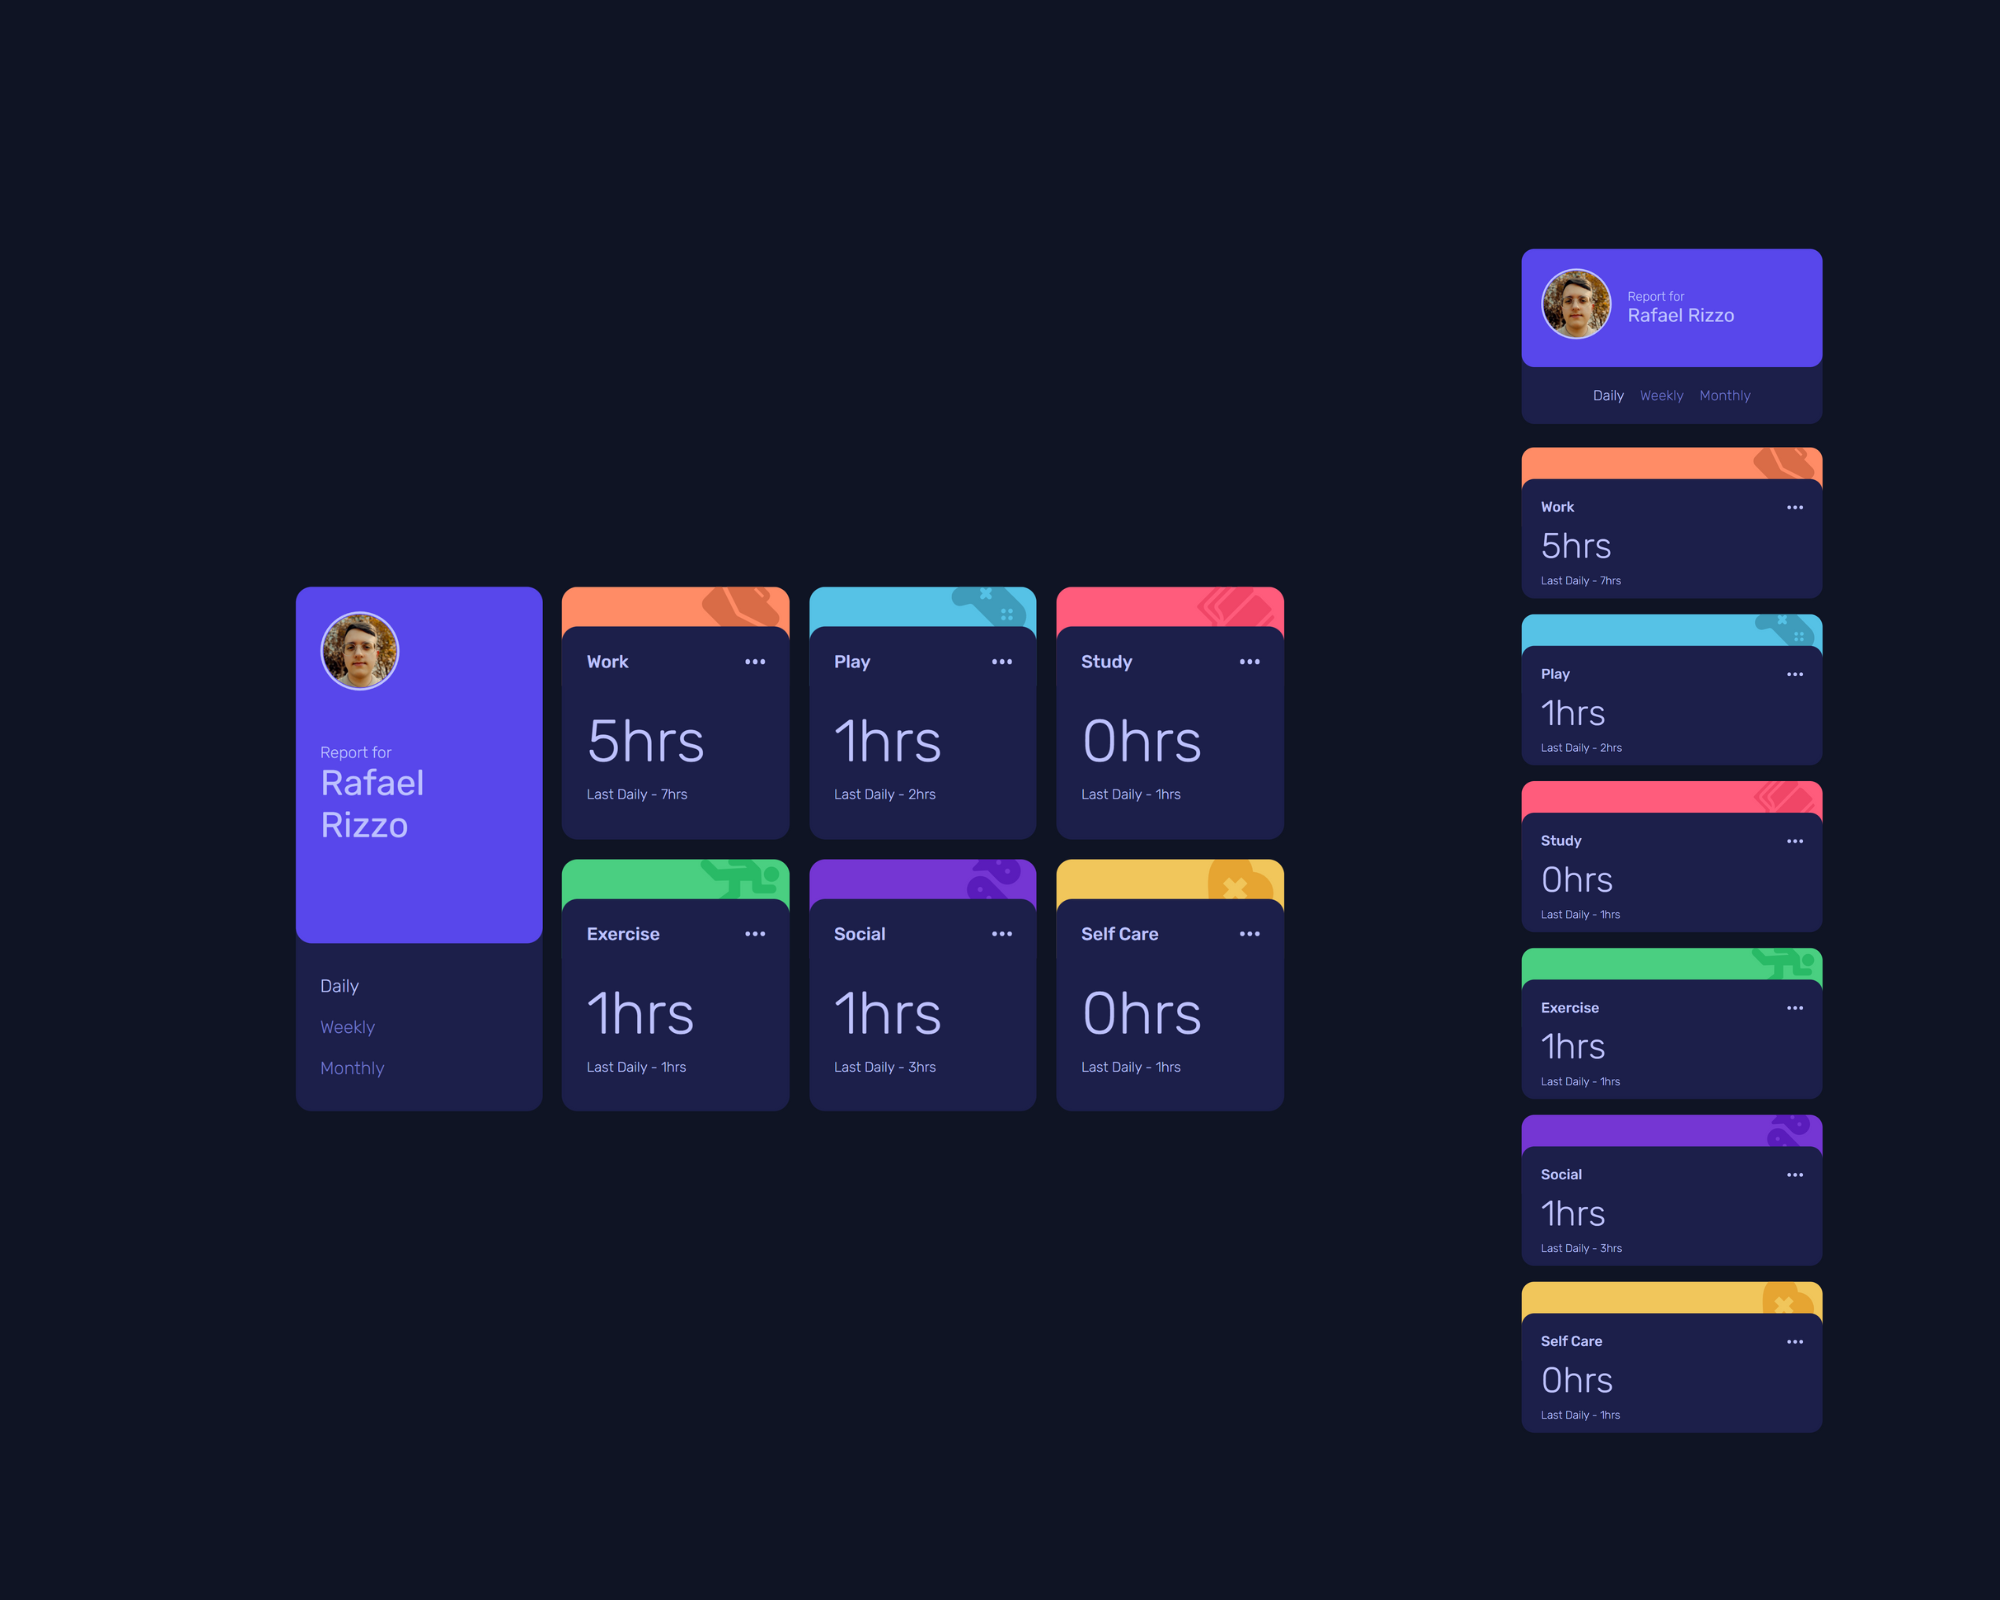 Report for
Rafael
Rizzo
Daily
Weekly
Monthly
Work
5hrs
Last Daily - 7hrs
Play
1hrs
Last Daily - 2hrs
Study
0hrs
Last Daily - 1hrs
Exercise
1hrs
Last Daily - 1hrs
Social
1hrs
Last Daily - 3hrs
Self Care
0hrs
Last Daily - 1hrs
Report for
Rafael Rizzo
Daily Weekly Monthly
Work
5hrs
Last Daily - 7hrs
Play
1hrs
Last Daily - 2hrs
Study
0hrs
Last Daily - 1hrs
Exercise
1hrs
Last Daily - 1hrs
Social
1hrs
Last Daily - 3hrs
Self Care
0hrs
Last Daily - 1hrs